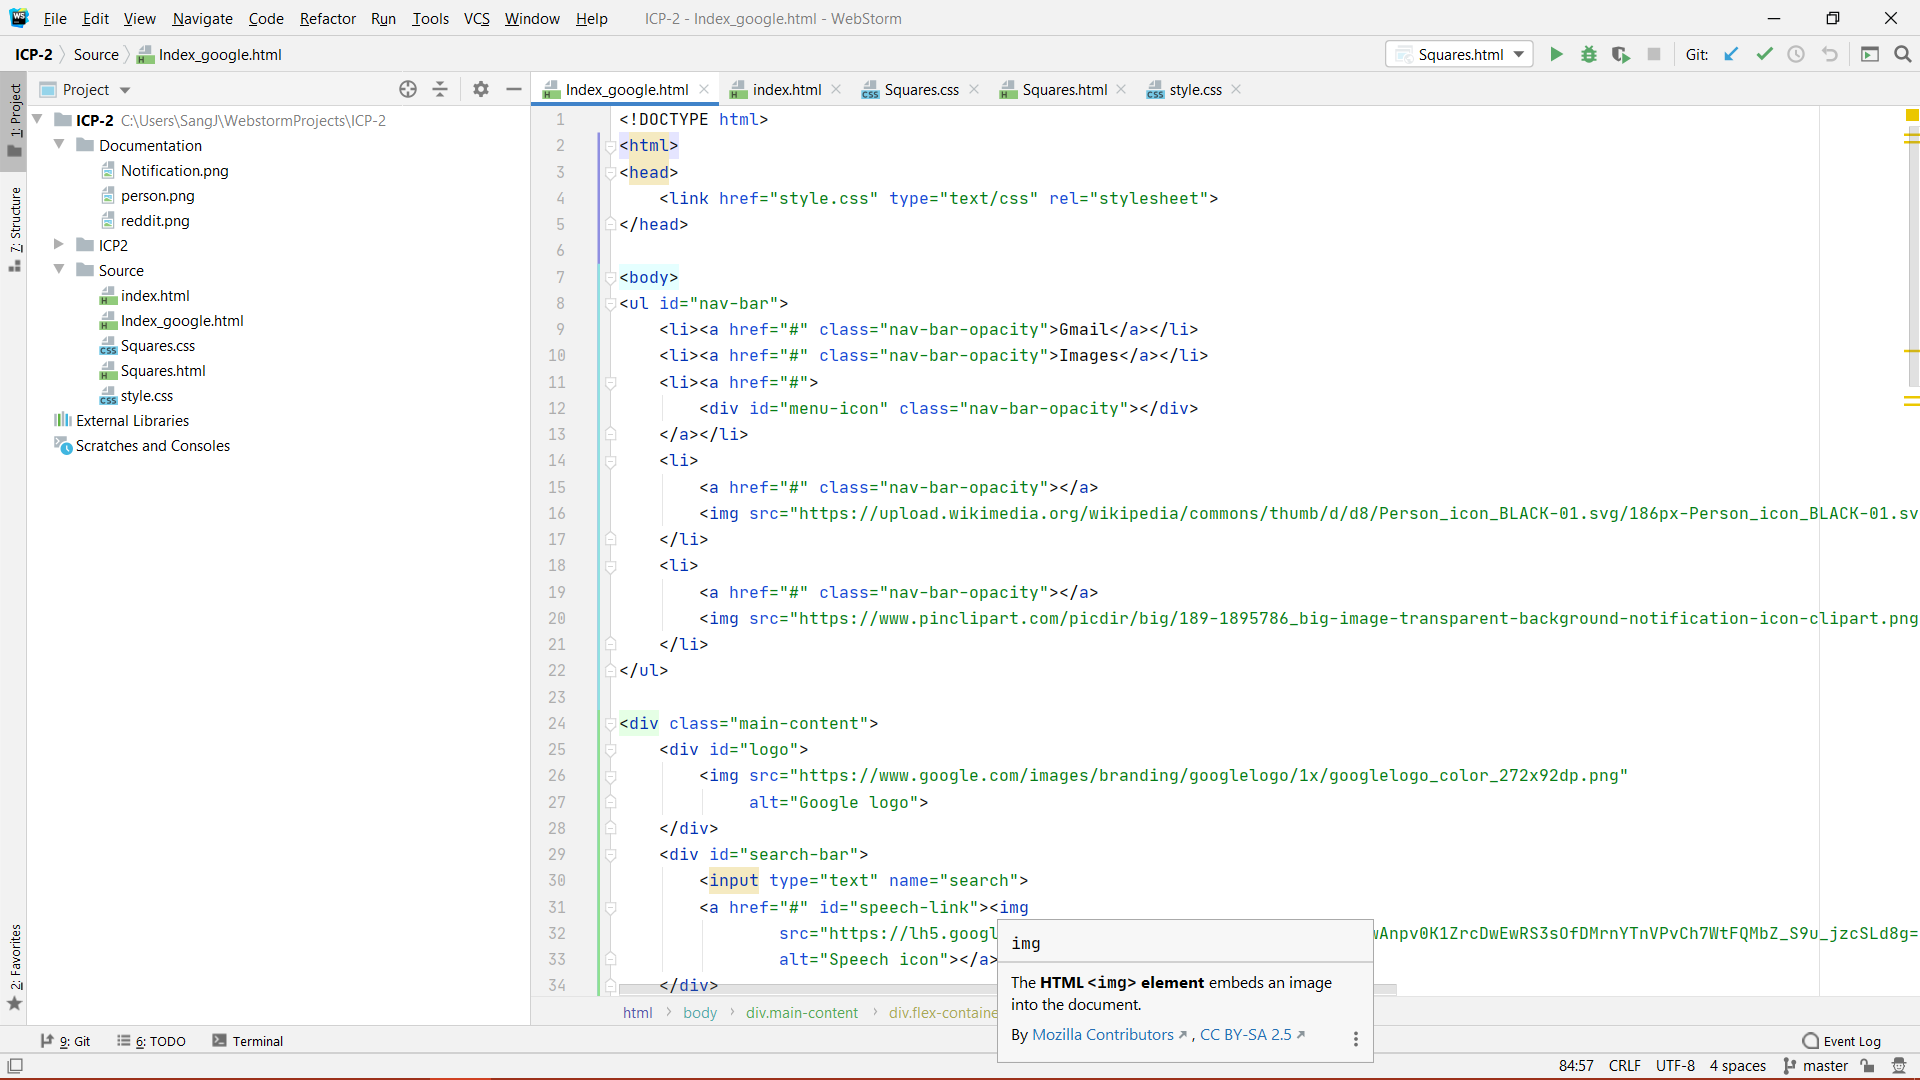 File Edit View Navigate Code Refactor Run Tools VCS Window Help ICP-2 - Index_google.html - WebStorm
ICP-2 Source Index_google.html Squares.html Git:
Project Index_google.html index.html Squares.css Squares.html style.css
1: Project
7: Structure
2: Favorites
ICP-2 C:\Users\SangJ\WebstormProjects\ICP-2
Documentation
Notification.png
person.png
reddit.png
ICP2
Source
index.html
Index_google.html
Squares.css
Squares.html
style.css
External Libraries
Scratches and Consoles
1 <!DOCTYPE html>
2 <html>
3 <head>
4 <link href="style.css" type="text/css" rel="stylesheet">
5 </head>
6
7 <body>
8 <ul id="nav-bar">
9 <li><a href="#" class="nav-bar-opacity">Gmail</a></li>
10 <li><a href="#" class="nav-bar-opacity">Images</a></li>
11 <li><a href="#">
12 <div id="menu-icon" class="nav-bar-opacity"></div>
13 </a></li>
14 <li>
15 <a href="#" class="nav-bar-opacity"></a>
16 <img src="https://upload.wikimedia.org/wikipedia/commons/thumb/d/d8/Person_icon_BLACK-01.svg/186px-Person_icon_BLACK-01.sv
17 </li>
18 <li>
19 <a href="#" class="nav-bar-opacity"></a>
20 <img src="https://www.pinclipart.com/picdir/big/189-1895786_big-image-transparent-background-notification-icon-clipart.png
21 </li>
22 </ul>
23
24 <div class="main-content">
25 <div id="logo">
26 <img src="https://www.google.com/images/branding/googlelogo/1x/googlelogo_color_272x92dp.png"
27 alt="Google logo">
28 </div>
29 <div id="search-bar">
30 <input type="text" name="search">
31 <a href="#" id="speech-link"><img
32 src="https://lh5.googl wAnpv0K1ZrcDwEwRS3sOfDMrnYTnVPvCh7WtFQMbZ_S9u_jzcSLd8g=
33 alt="Speech icon"></a>
34 </div>
img
The HTML <img> element embeds an image
into the document.
By Mozilla Contributors , CC BY-SA 2.5
html body div.main-content div.flex-containe
9: Git 6: TODO Terminal Event Log
84:57 CRLF UTF-8 4 spaces master